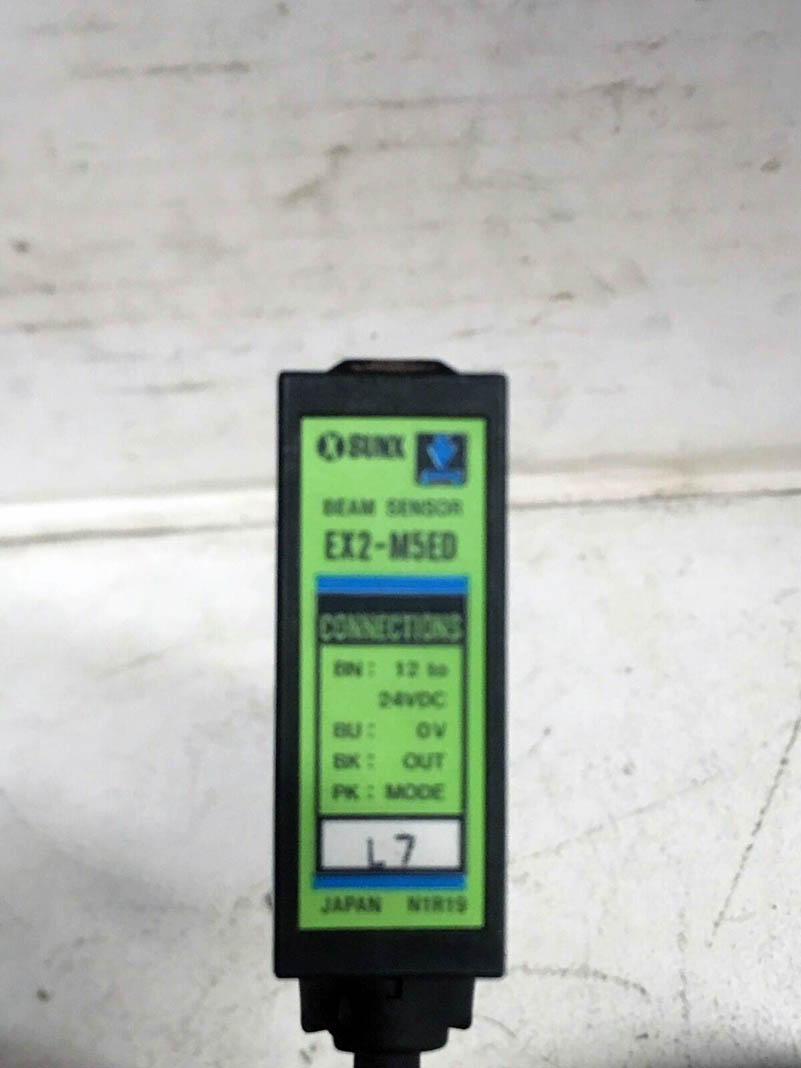 SUNX
BEAM SENSOR
EX2-M5ED
CONNECTIONS
BN: 12 to
24VDC
BU: 0V
BK: OUT
PK: MODE
L7
JAPAN N1R19